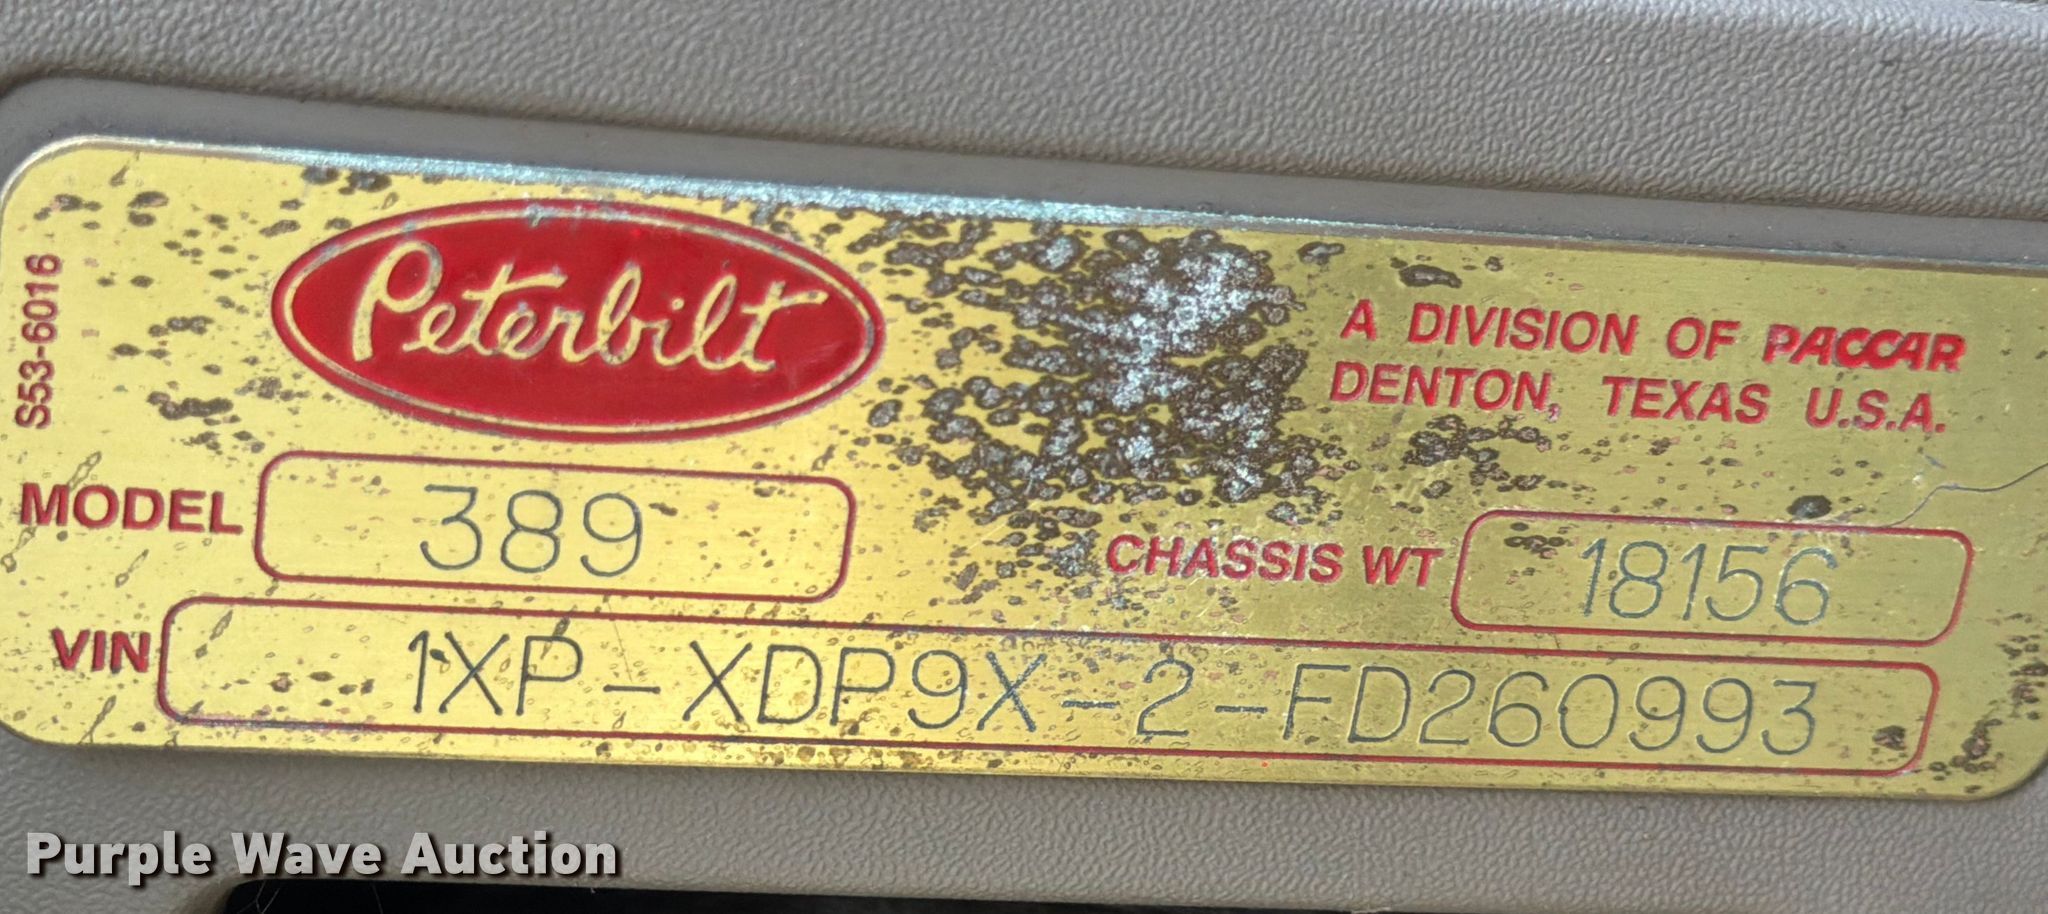 S53-6016
Peterbilt
A DIVISION OF PACCAR
DENTON, TEXAS U.S.A.
MODEL 389
CHASSIS WT 18156
VIN 1XP-XDP9X-2-FD260993
Purple Wave Auction